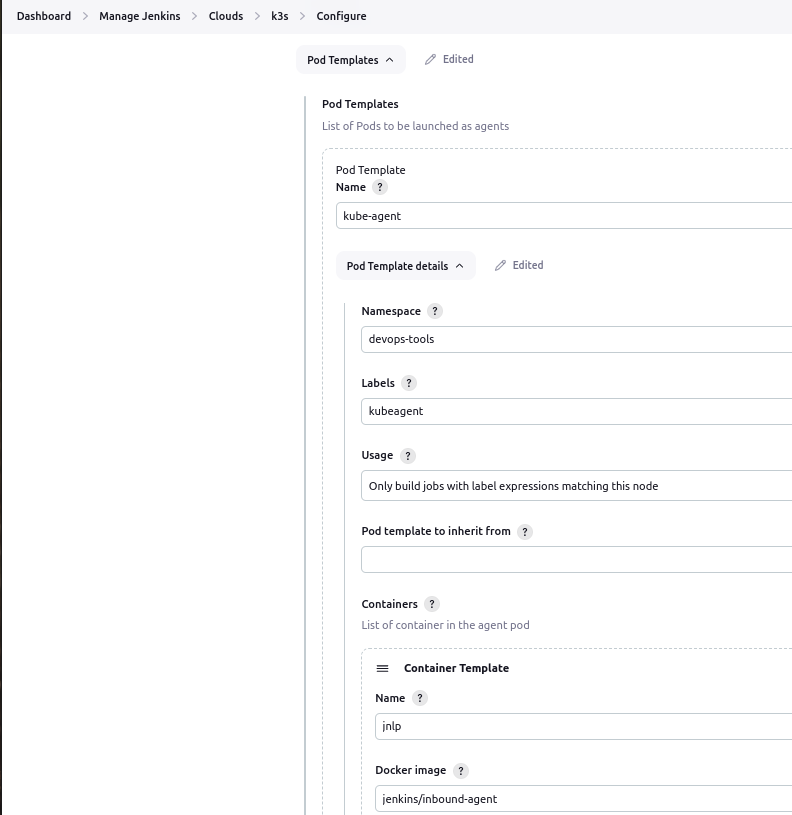 Dashboard > Manage Jenkins > Clouds > k3s > Configure
Pod Templates Edited
Pod Templates
List of Pods to be launched as agents
Pod Template
Name ?
kube-agent
Pod Template details Edited
Namespace ?
devops-tools
Labels ?
kubeagent
Usage ?
Only build jobs with label expressions matching this node
Pod template to inherit from ?
Containers ?
List of container in the agent pod
Container Template
Name ?
jnlp
Docker image ?
jenkins/inbound-agent